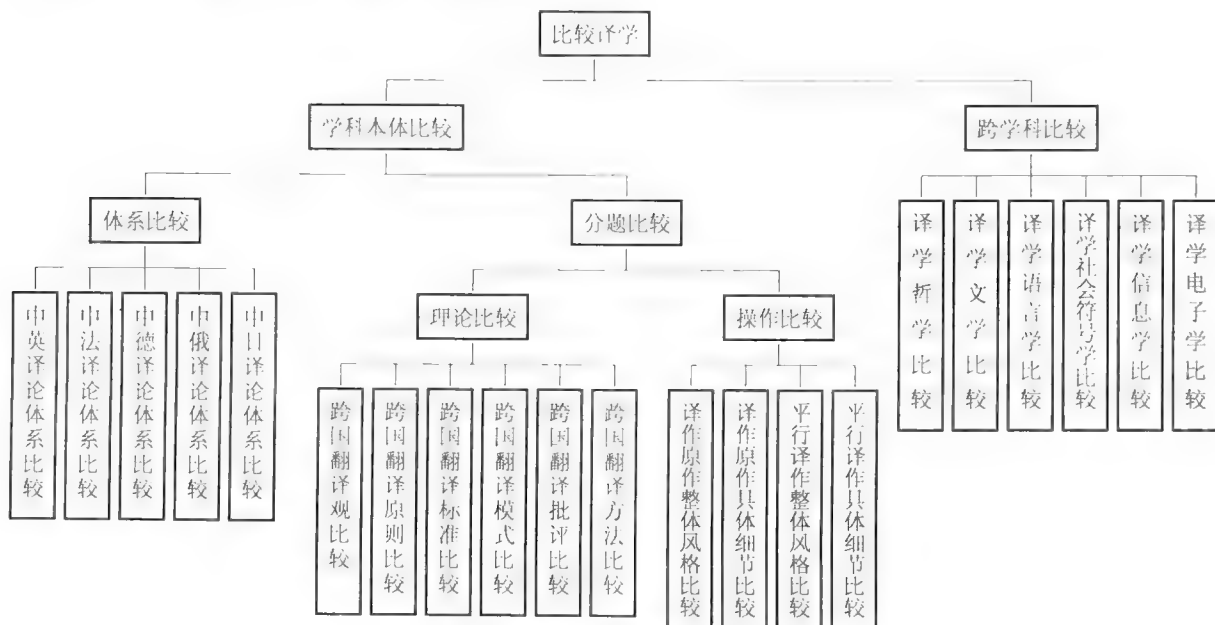 比较译学
学科本体比较
跨学科比较
体系比较
分题比较
理论比较
操作比较
中英译论体系比较
中法译论体系比较
中德译论体系比较
中俄译论体系比较
中日译论体系比较
跨国翻译观比较
跨国翻译原则比较
跨国翻译标准比较
跨国翻译模式比较
跨国翻译批评比较
跨国翻译方法比较
译作原作整体风格比较
译作原作具体细节比较
平行译作整体风格比较
平行译作具体细节比较
译学哲学比较
译学文学比较
译学语言学比较
译学社会符号学比较
译学信息学比较
译学电子学比较